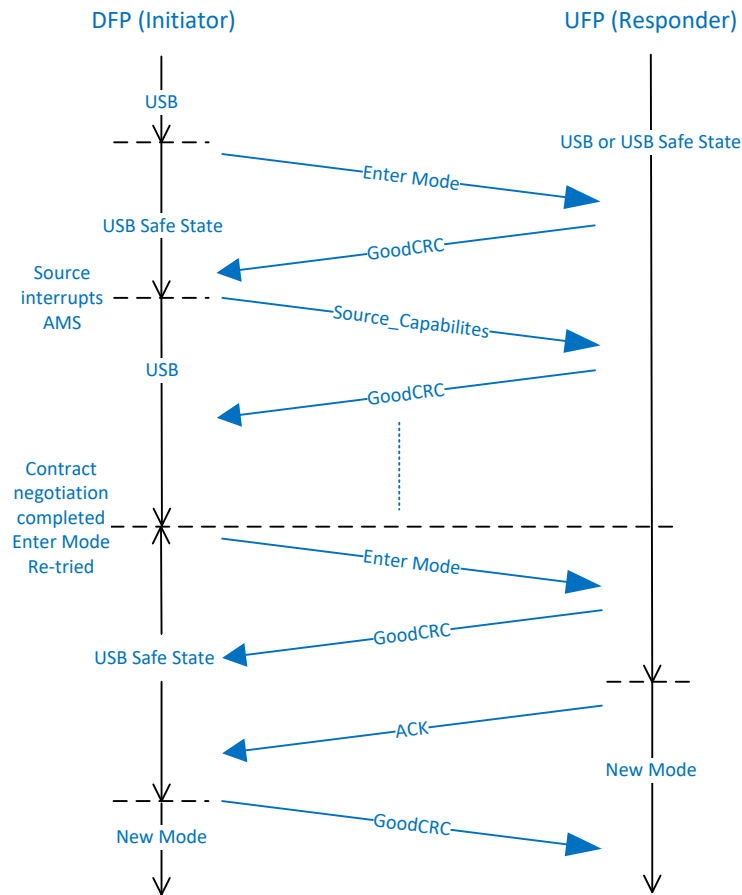 DFP (Initiator)
UFP (Responder)
USB
USB or USB Safe State
Enter Mode
USB Safe State
GoodCRC
Source
interrupts
AMS
Source_Capabilites
USB
GoodCRC
Contract
negotiation
completed
Enter Mode
Re-tried
Enter Mode
GoodCRC
USB Safe State
ACK
New Mode
GoodCRC
New Mode